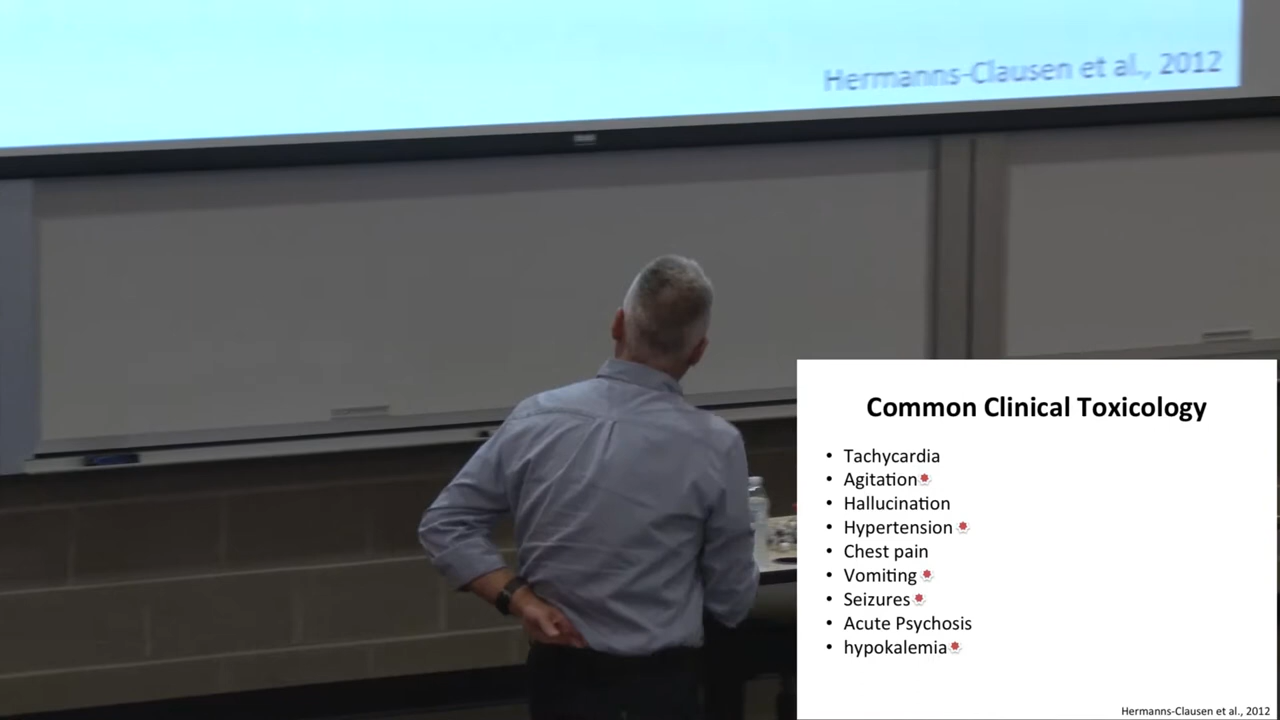 Hermanns-Clausen et al., 2012
Common Clinical Toxicology
• Tachycardia
• Agitation
• Hallucination
• Hypertension
• Chest pain
• Vomiting
• Seizures
• Acute Psychosis
• hypokalemia
Hermanns-Clausen et al., 2012